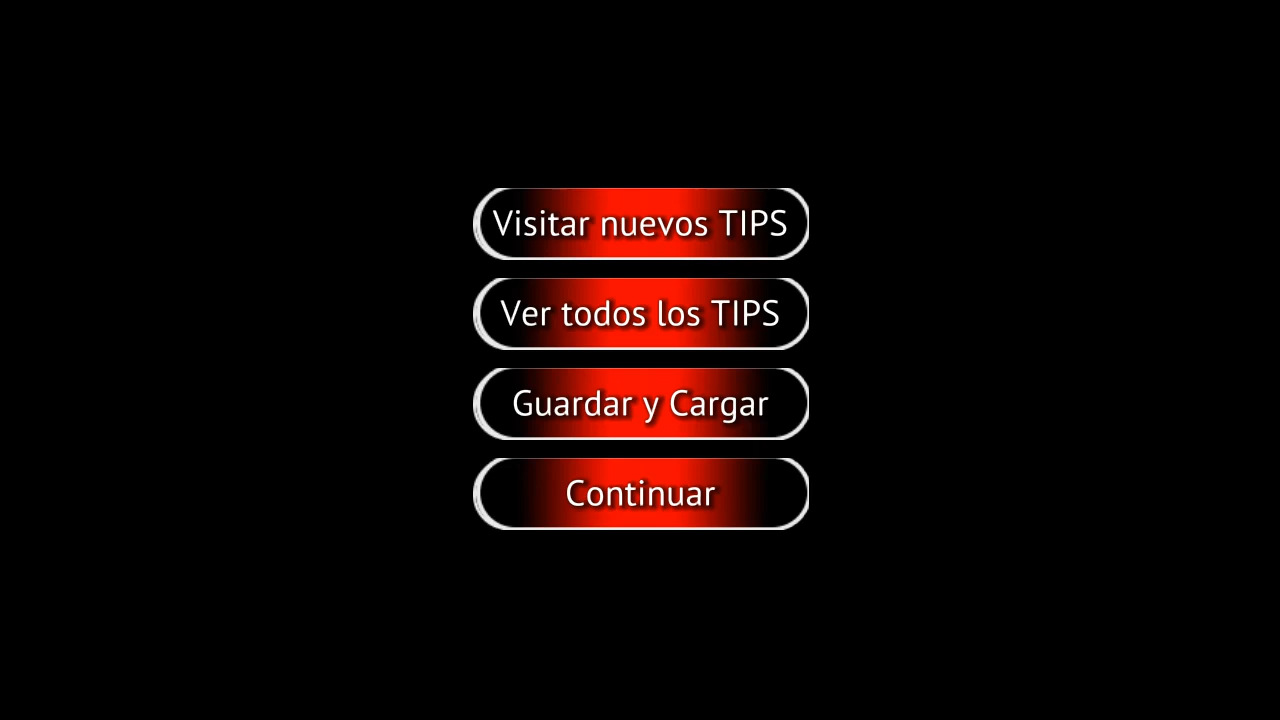 Visitar nuevos TIPS
Ver todos los TIPS
Guardar y Cargar
Continuar